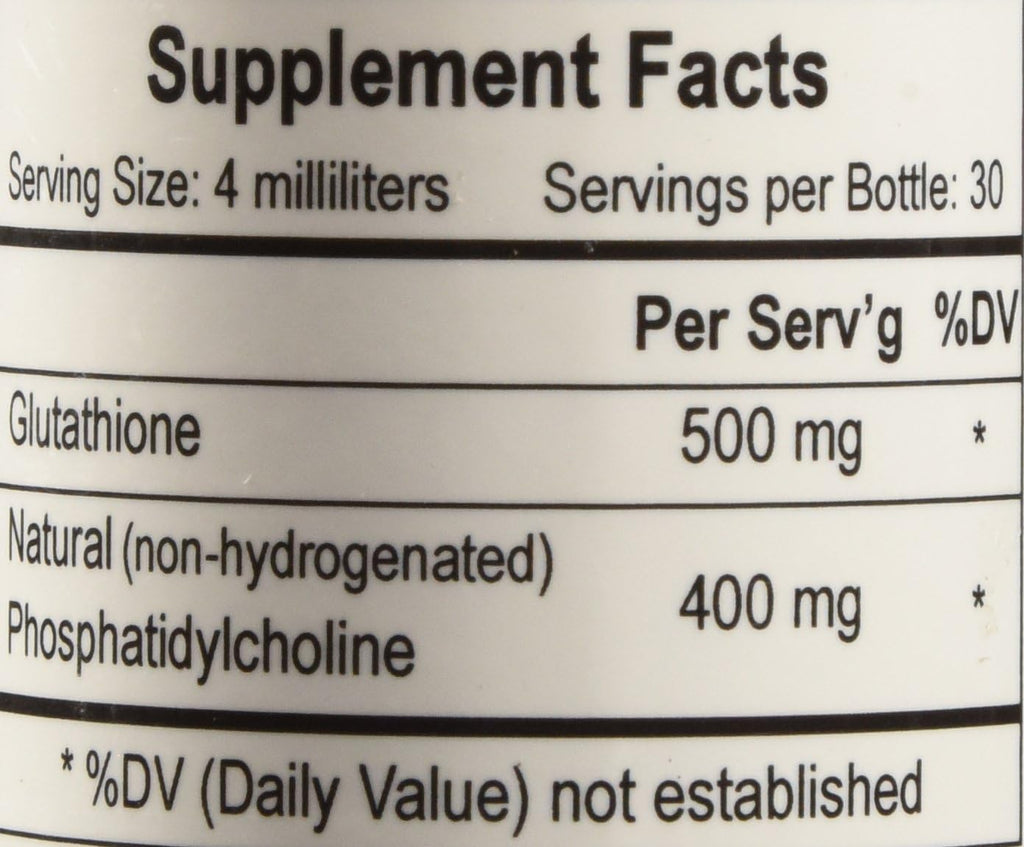 Supplement Facts
Serving Size: 4 milliliters Servings per Bottle: 30
Per Serv'g %DV
Glutathione 500 mg *
Natural (non-hydrogenated)
Phosphatidylcholine 400 mg *
* %DV (Daily Value) not established